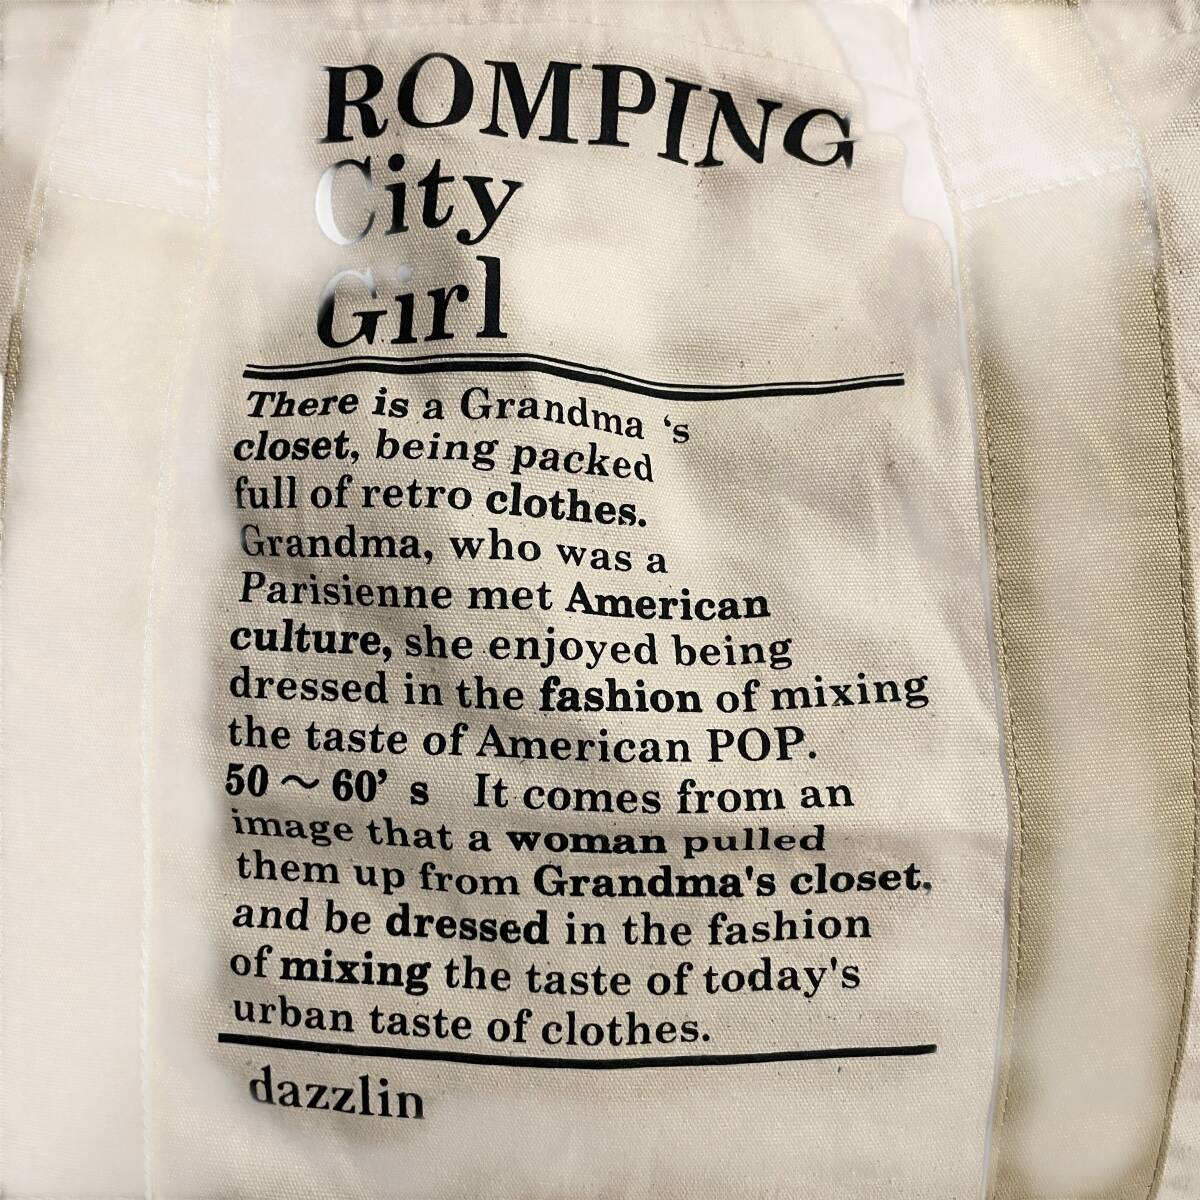 ROMPING
City
Girl
There is a Grandma ‘s
closet, being packed
full of retro clothes.
Grandma, who was a
Parisienne met American
culture, she enjoyed being
dressed in the fashion of mixing
the taste of American POP.
50 ～ 60’ s It comes from an
image that a woman pulled
them up from Grandma's closet,
and be dressed in the fashion
of mixing the taste of today's
urban taste of clothes.
dazzlin